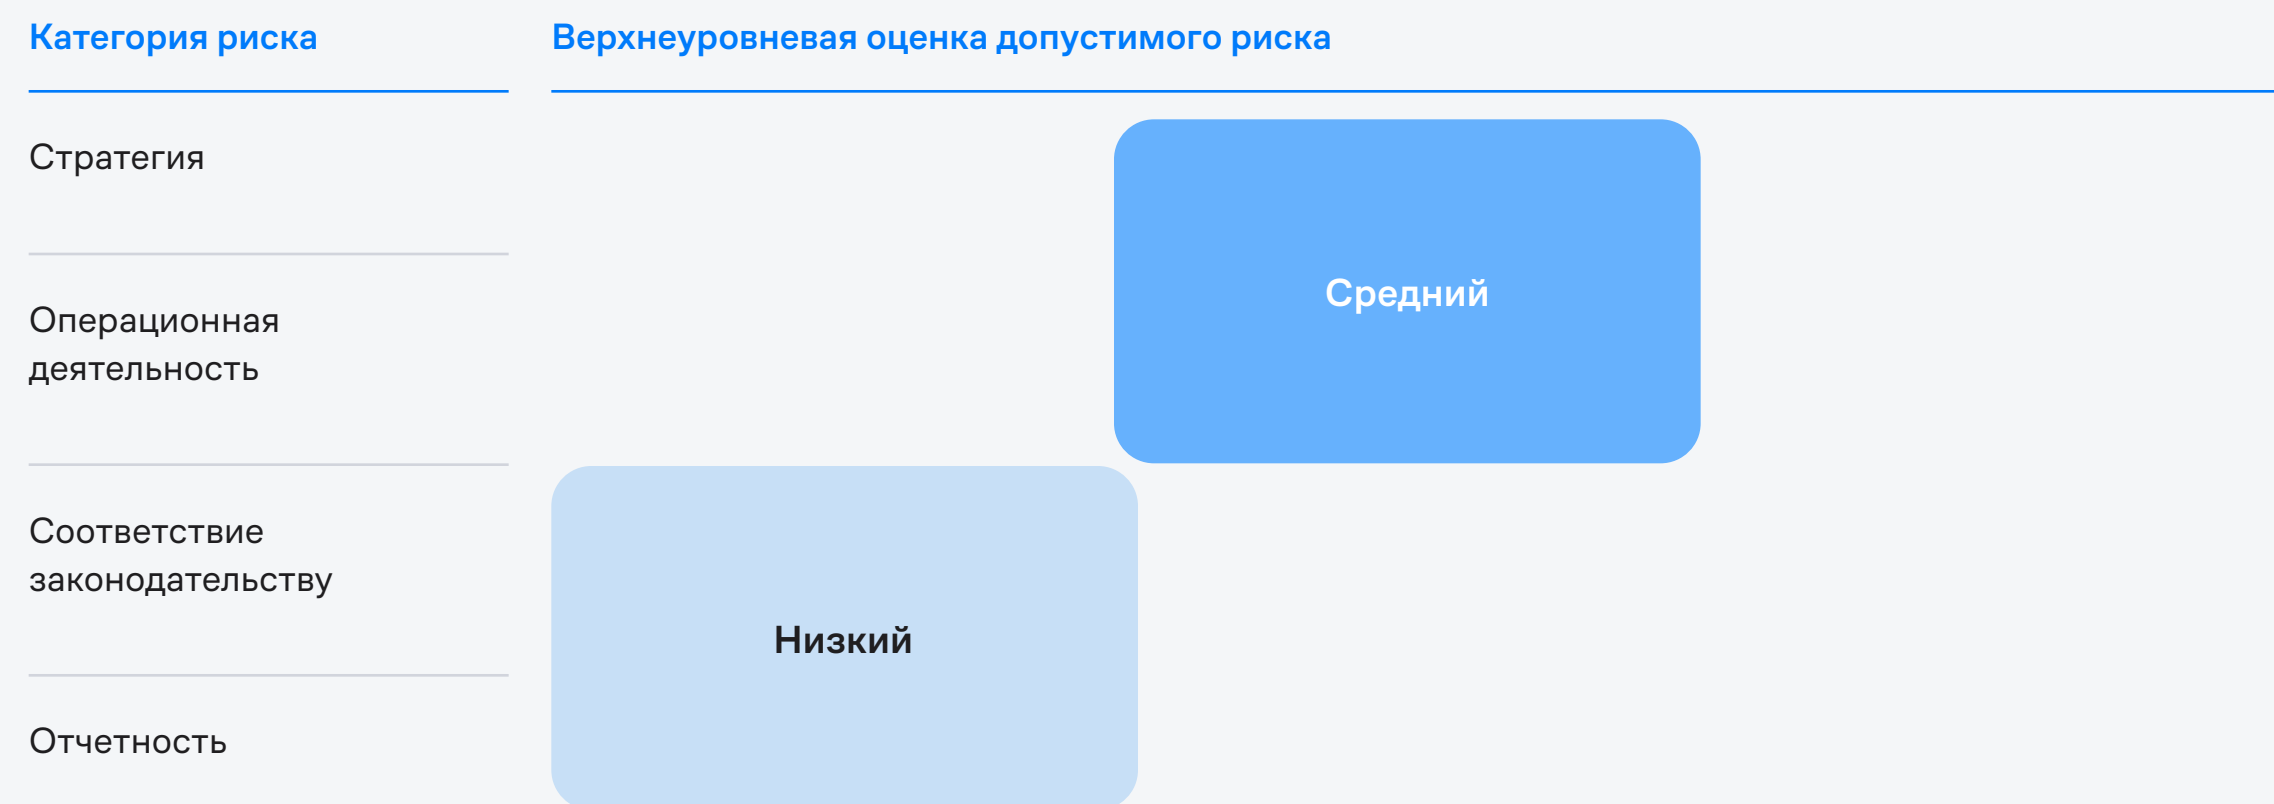 Категория риска
Верхнеуровневая оценка допустимого риска
Стратегия
Средний
Операционная
деятельность
Соответствие
законодательству
Низкий
Отчетность